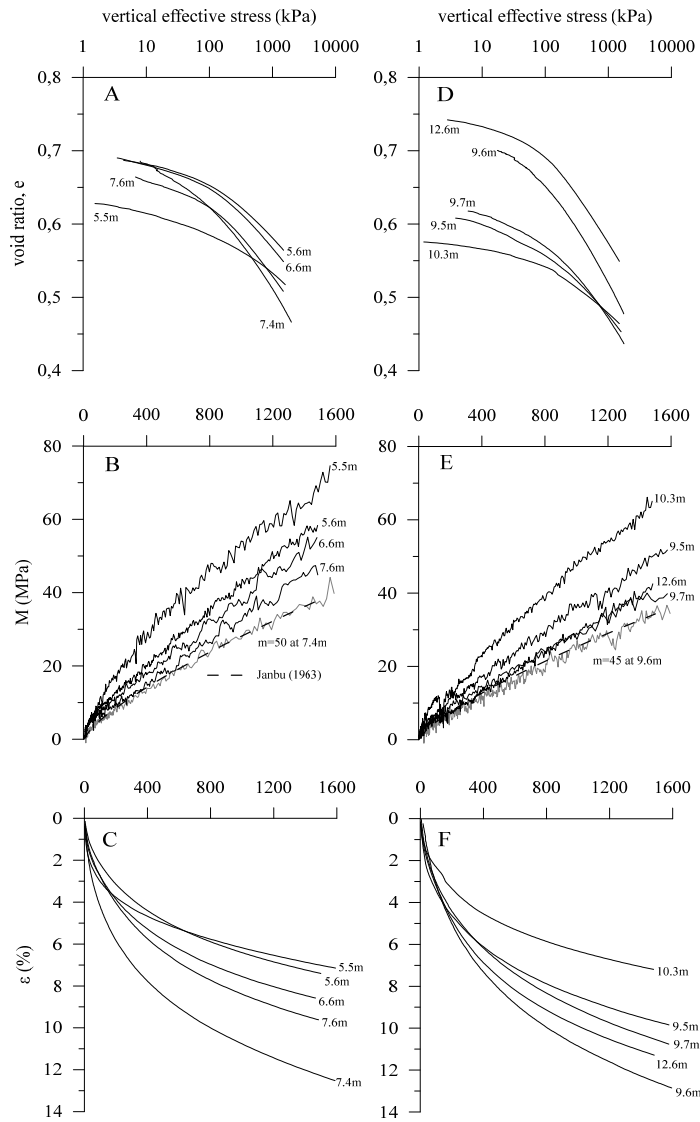 vertical effective stress (kPa)
1 10 100 1000 10000
0,8
0,7
0,6
0,5
0,4
void ratio, e
A
7.6m
5.5m
5.6m
6.6m
7.4m
vertical effective stress (kPa)
1 10 100 1000 10000
0,8
0,7
0,6
0,5
0,4
D
12.6m
9.6m
9.7m
9.5m
10.3m
0 400 800 1200 1600
80
60
40
20
0
M (MPa)
B
5.5m
5.6m
6.6m
7.6m
m=50 at 7.4m
Janbu (1963)
0 400 800 1200 1600
80
60
40
20
0
E
10.3m
9.5m
12.6m
9.7m
m=45 at 9.6m
0 400 800 1200 1600
0
2
4
6
8
10
12
14
ε (%)
C
5.5m
5.6m
6.6m
7.6m
7.4m
0 400 800 1200 1600
0
2
4
6
8
10
12
14
F
10.3m
9.5m
9.7m
12.6m
9.6m